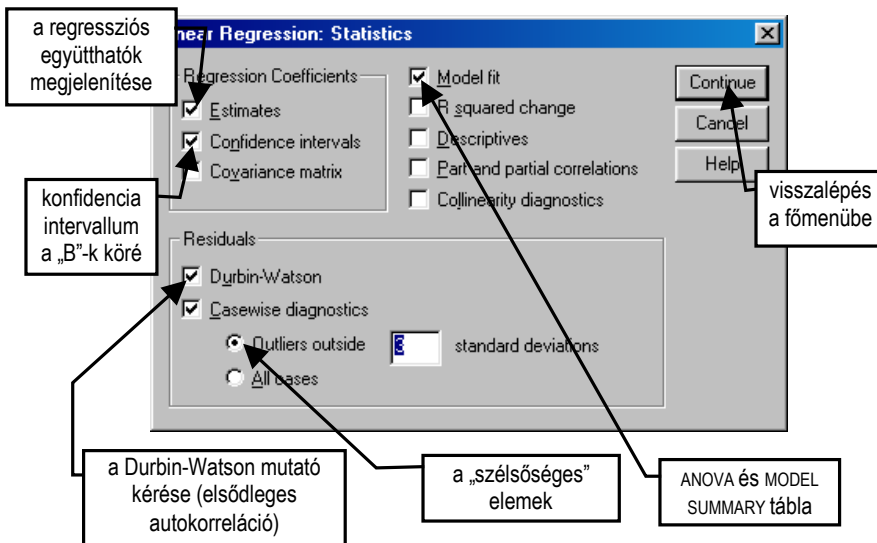 a regressziós
együtthatók
megjelenítése
near Regression: Statistics
Regression Coefficients
Estimates
Confidence intervals
Covariance matrix
Model fit
R squared change
Descriptives
Part and partial correlations
Collinearity diagnostics
Continue
Cancel
Help
konfidencia
intervallum
a „B”-k köré
visszalépés
a főmenübe
Residuals
Durbin-Watson
Casewise diagnostics
Outliers outside
3
standard deviations
All cases
a Durbin-Watson mutató
kérése (elsődleges
autokorreláció)
a „szélsőséges”
elemek
ANOVA és MODEL
SUMMARY tábla